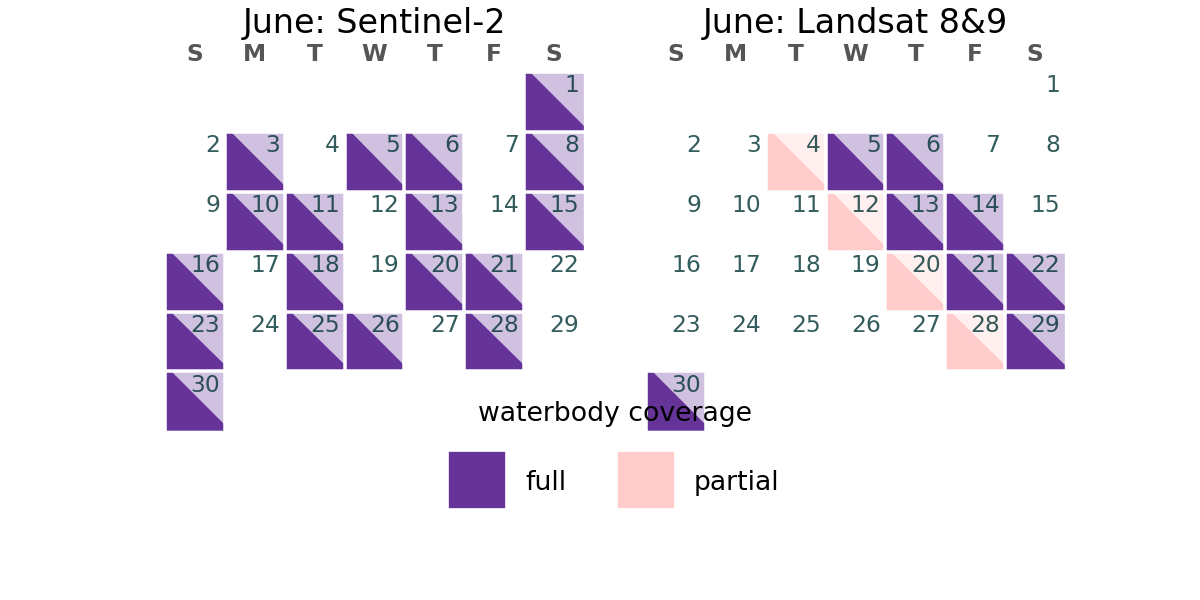 June: Sentinel-2
S M T W T F S
1
2 3 4 5 6 7 8
9 10 11 12 13 14 15
16 17 18 19 20 21 22
23 24 25 26 27 28 29
30
June: Landsat 8&9
S M T W T F S
1
2 3 4 5 6 7 8
9 10 11 12 13 14 15
16 17 18 19 20 21 22
23 24 25 26 27 28 29
30
waterbody coverage
full partial